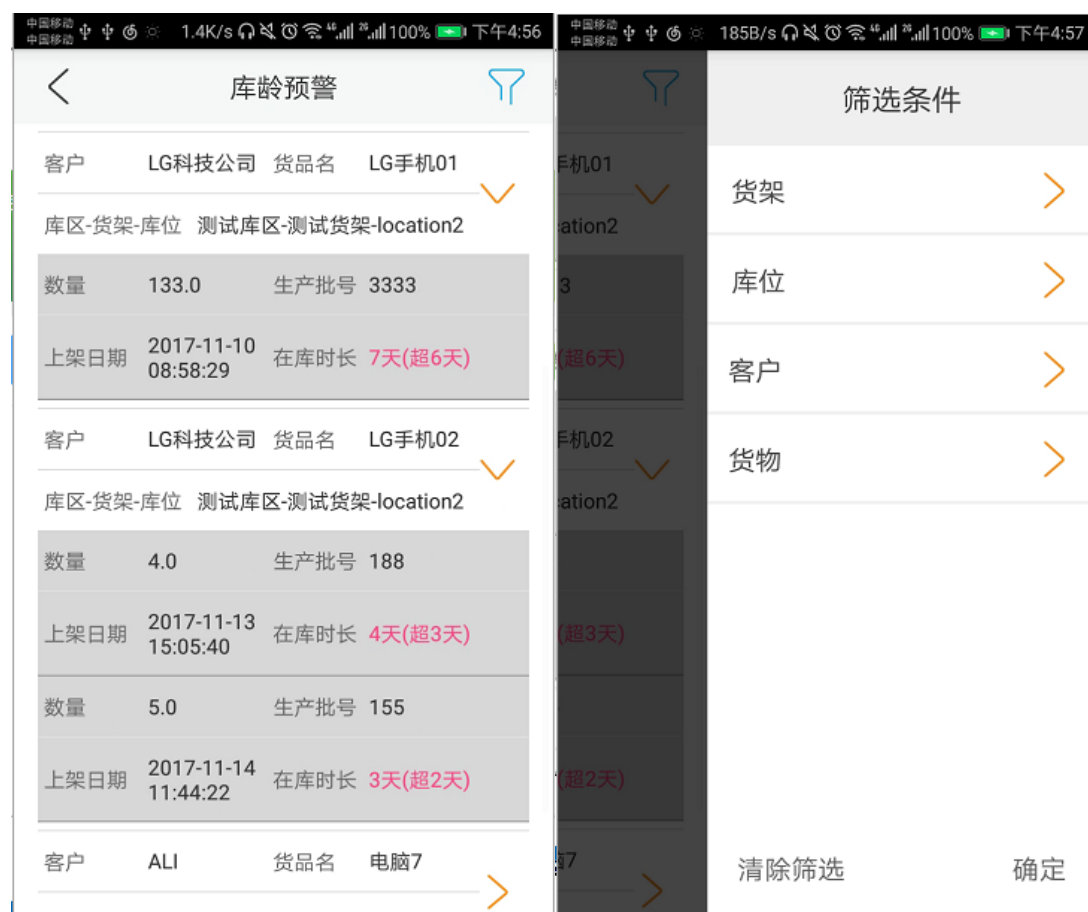 中国移动
中国移动
1.4K/s 4G 2G 100% 下午4:56
库龄预警
客户 LG科技公司 货品名 LG手机01
库区-货架-库位 测试库区-测试货架-location2
数量 133.0 生产批号 3333
上架日期 2017-11-10
08:58:29 在库时长 7天(超6天)
客户 LG科技公司 货品名 LG手机02
库区-货架-库位 测试库区-测试货架-location2
数量 4.0 生产批号 188
上架日期 2017-11-13
15:05:40 在库时长 4天(超3天)
数量 5.0 生产批号 155
上架日期 2017-11-14
11:44:22 在库时长 3天(超2天)
客户 ALI 货品名 电脑7
中国移动
中国移动
185B/s 4G 2G 100% 下午4:57
手机01
ation2
3
(超6天)
手机02
ation2
(超3天)
(超2天)
7
筛选条件
货架
库位
客户
货物
清除筛选 确定